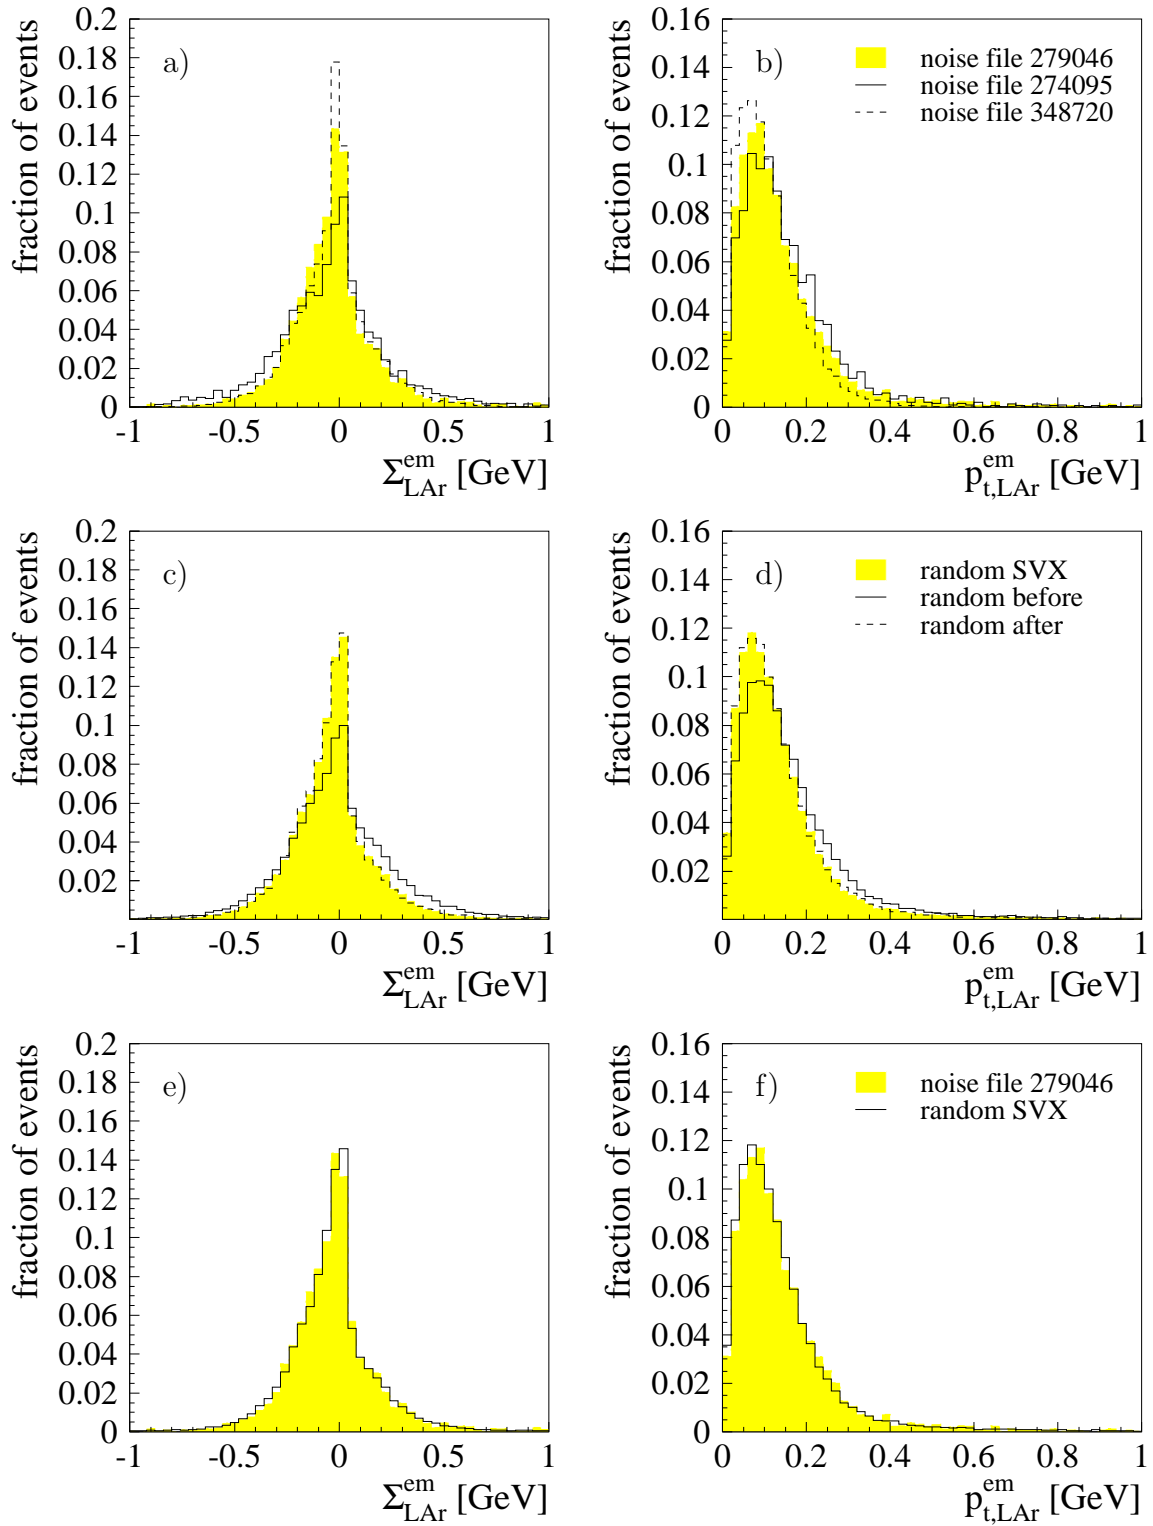 fraction of events
0.2
0.18
0.16
0.14
0.12
0.1
0.08
0.06
0.04
0.02
0
a)
-1 -0.5 0 0.5 1
Σ^em_LAr [GeV]
fraction of events
0.16
0.14
0.12
0.1
0.08
0.06
0.04
0.02
0
b)
noise file 279046
noise file 274095
noise file 348720
0 0.2 0.4 0.6 0.8 1
p^em_t,LAr [GeV]
fraction of events
0.2
0.18
0.16
0.14
0.12
0.1
0.08
0.06
0.04
0.02
c)
-1 -0.5 0 0.5 1
Σ^em_LAr [GeV]
fraction of events
0.16
0.14
0.12
0.1
0.08
0.06
0.04
0.02
d)
random SVX
random before
random after
0 0.2 0.4 0.6 0.8 1
p^em_t,LAr [GeV]
fraction of events
0.2
0.18
0.16
0.14
0.12
0.1
0.08
0.06
0.04
0.02
0
e)
-1 -0.5 0 0.5 1
Σ^em_LAr [GeV]
fraction of events
0.16
0.14
0.12
0.1
0.08
0.06
0.04
0.02
0
f)
noise file 279046
random SVX
0 0.2 0.4 0.6 0.8 1
p^em_t,LAr [GeV]